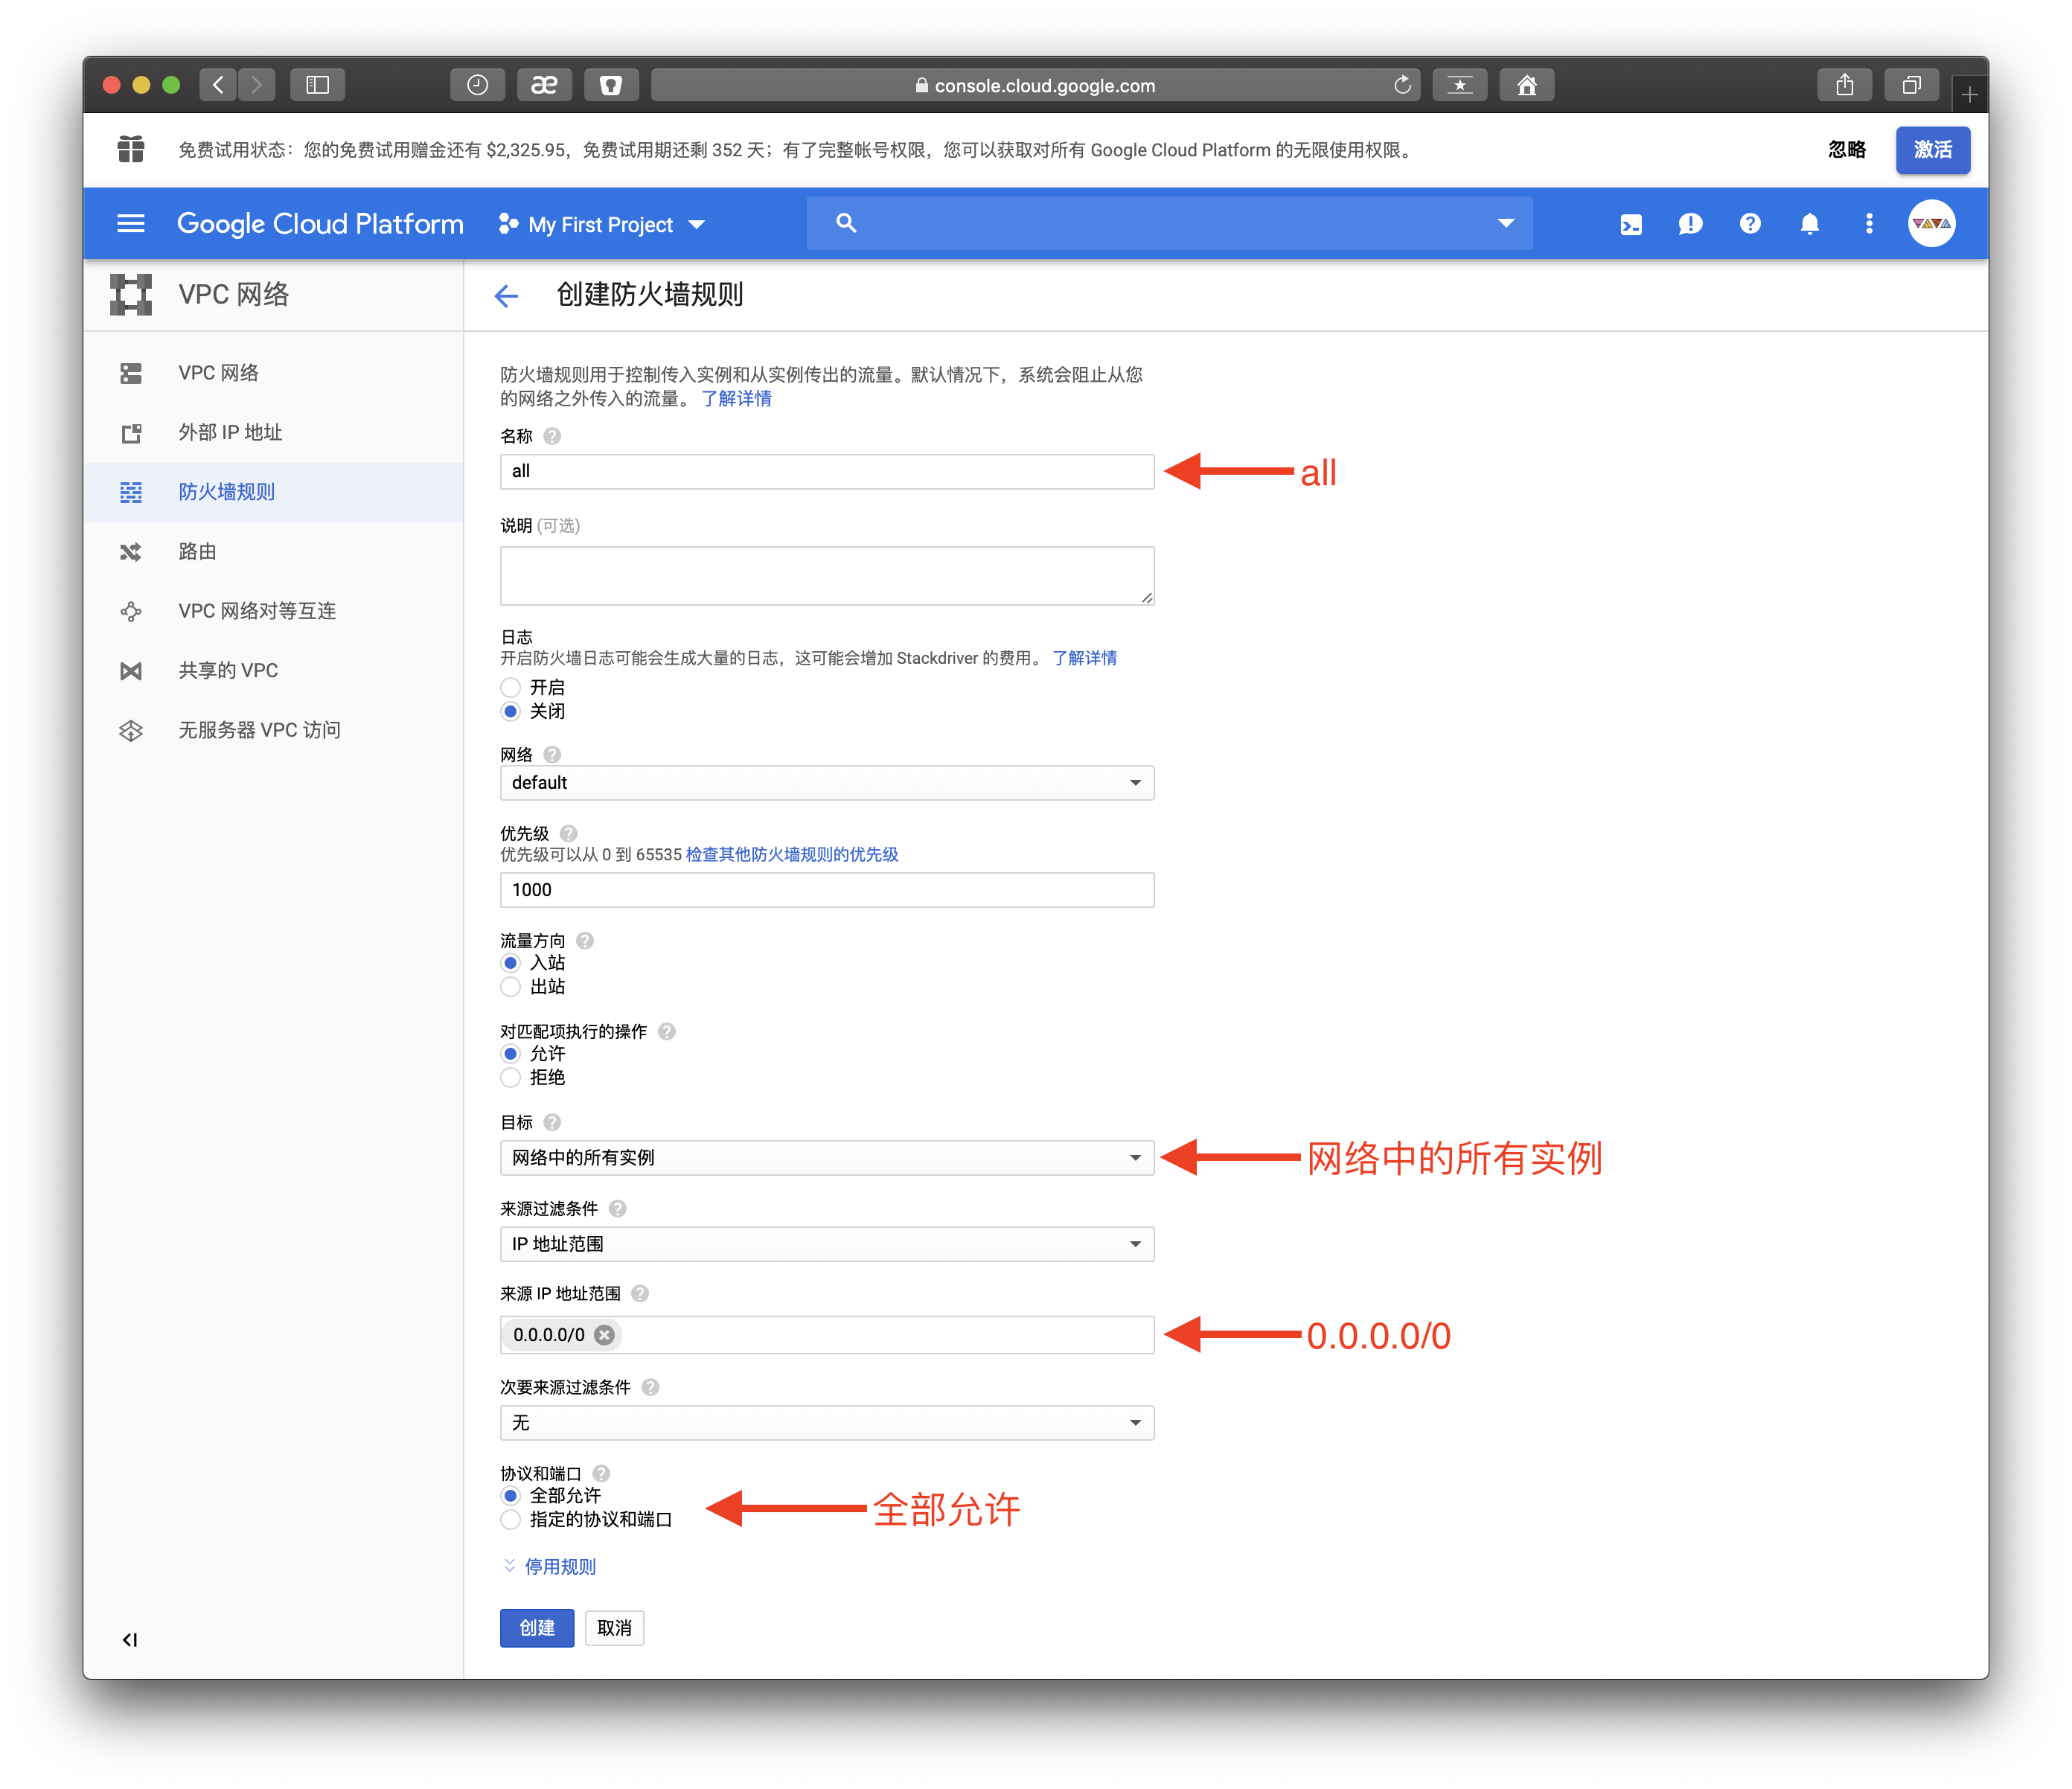 console.cloud.google.com
免费试用状态：您的免费试用赠金还有 $2,325.95，免费试用期还剩 352 天；有了完整帐号权限，您可以获取对所有 Google Cloud Platform 的无限使用权限。
忽略
激活
Google Cloud Platform
My First Project
VPC 网络
创建防火墙规则
VPC 网络
外部 IP 地址
防火墙规则
路由
VPC 网络对等互连
共享的 VPC
无服务器 VPC 访问
防火墙规则用于控制传入实例和从实例传出的流量。默认情况下，系统会阻止从您
的网络之外传入的流量。 了解详情
名称
all
all
说明 (可选)
日志
开启防火墙日志可能会生成大量的日志，这可能会增加 Stackdriver 的费用。 了解详情
开启
关闭
网络
default
优先级
优先级可以从 0 到 65535 检查其他防火墙规则的优先级
1000
流量方向
入站
出站
对匹配项执行的操作
允许
拒绝
目标
网络中的所有实例
网络中的所有实例
来源过滤条件
IP 地址范围
来源 IP 地址范围
0.0.0.0/0
0.0.0.0/0
次要来源过滤条件
无
协议和端口
全部允许
指定的协议和端口
全部允许
停用规则
创建
取消